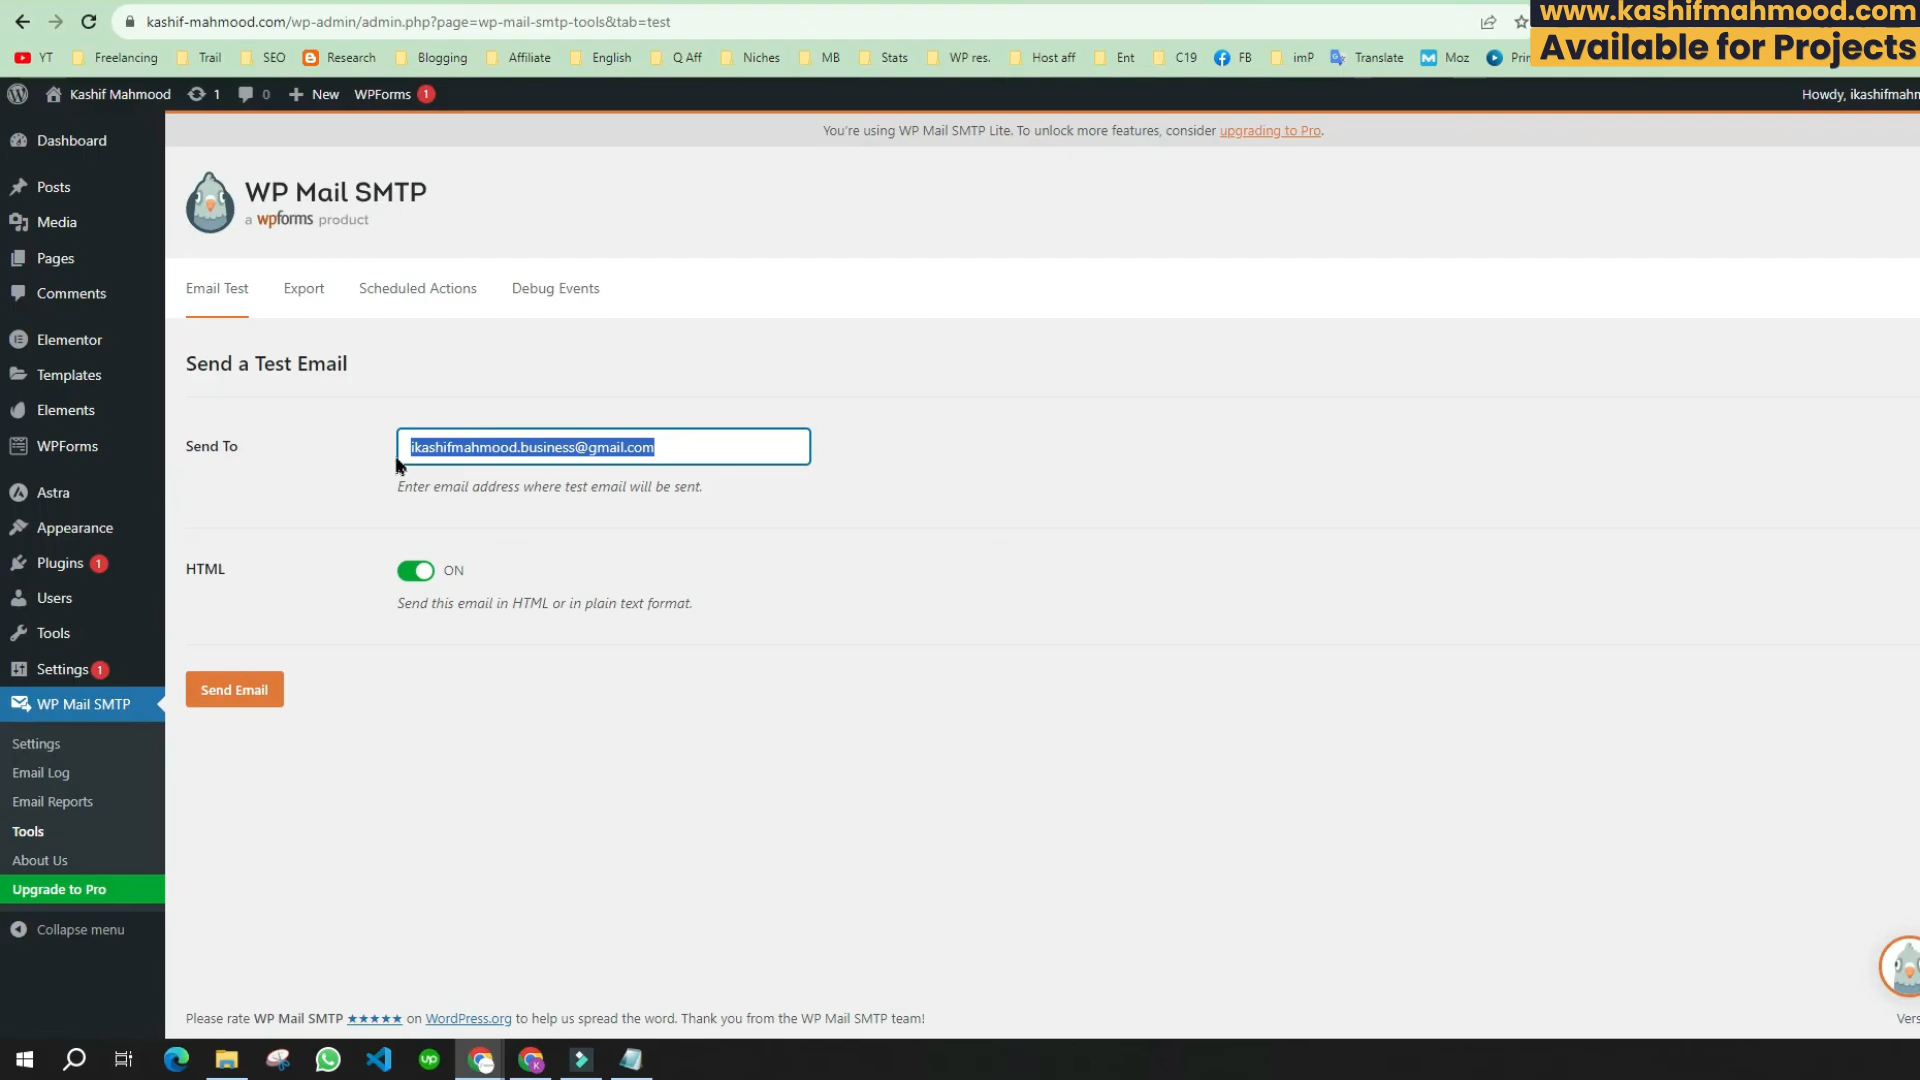 kashif-mahmood.com/wp-admin/admin.php?page=wp-mail-smtp-tools&tab=test
www.kashifmahmood.com
Available for Projects
YT Freelancing Trail SEO Research Blogging Affiliate English Q Aff Niches MB Stats WP res. Host aff Ent C19 FB imP Translate Moz
Kashif Mahmood 1 0 New WPForms 1
Howdy, ikashifmahm
You're using WP Mail SMTP Lite. To unlock more features, consider upgrading to Pro.
Dashboard
Posts
Media
Pages
Comments
Elementor
Templates
Elements
WPForms
Astra
Appearance
Plugins 1
Users
Tools
Settings 1
WP Mail SMTP
Settings
Email Log
Email Reports
Tools
About Us
Upgrade to Pro
Collapse menu
WP Mail SMTP
a wpforms product
Email Test Export Scheduled Actions Debug Events
Send a Test Email
Send To
ikashifmahmood.business@gmail.com
Enter email address where test email will be sent.
HTML
ON
Send this email in HTML or in plain text format.
Send Email
Please rate WP Mail SMTP ★★★★★ on WordPress.org to help us spread the word. Thank you from the WP Mail SMTP team!
Vers
up
K